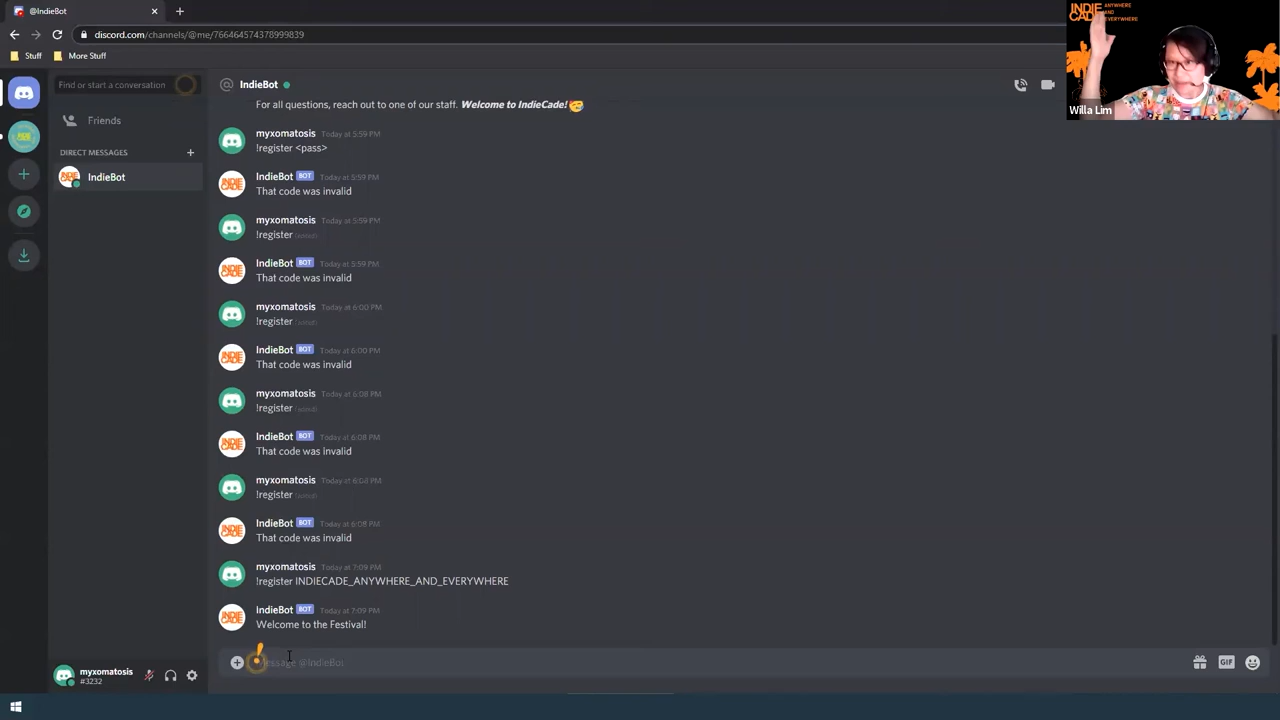 @IndieBot
discord.com/channels/@me/766464574378999839
Stuff
More Stuff
Find or start a conversation
@ IndieBot
INDIE CADE
ANYWHERE
AND
EVERYWHERE
Willa Lim
Friends
DIRECT MESSAGES
IndieBot
For all questions, reach out to one of our staff. Welcome to IndieCade!
myxomatosis Today at 5:59 PM
!register <pass>
IndieBot BOT Today at 5:59 PM
That code was invalid
myxomatosis Today at 5:59 PM
!register (edited)
IndieBot BOT Today at 5:59 PM
That code was invalid
myxomatosis Today at 6:00 PM
!register (edited)
IndieBot BOT Today at 6:00 PM
That code was invalid
myxomatosis Today at 6:08 PM
!register (edited)
IndieBot BOT Today at 6:08 PM
That code was invalid
myxomatosis Today at 6:08 PM
!register (edited)
IndieBot BOT Today at 6:08 PM
That code was invalid
myxomatosis Today at 7:09 PM
!register INDIECADE_ANYWHERE_AND_EVERYWHERE
IndieBot BOT Today at 7:09 PM
Welcome to the Festival!
Message @IndieBot
GIF
myxomatosis
#3232